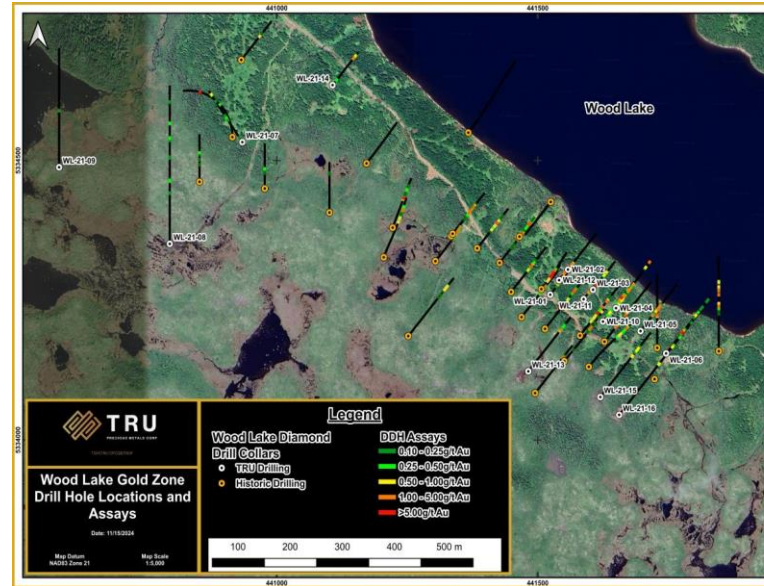 441000
441500
WL-21-14
Wood Lake
WL-21-07
5334500
WL-21-09
WL-21-08
WL-21-02
WL-21-12
WL-21-03
WL-21-01
WL-21-11
WL-21-04
WL-21-10
WL-21-05
WL-21-06
WL-21-13
WL-21-15
WL-21-16
5334000
TRU
PRECIOUS METALS CORP
Wood Lake Gold Zone
Drill Hole Locations and
Assays
Date: 11/15/2024
Map Datum
NAD83 Zone 21
Map Scale
1:5,000
Legend
Wood Lake Diamond
Drill Collars
TRU Drilling
Historic Drilling
DDH Assays
0.10 - 0.25g/t Au
0.25 - 0.50g/t Au
0.50 - 1.00g/t Au
1.00 - 5.00g/t Au
>5.00g/t Au
100 200 300 400 500 m
441000
441500